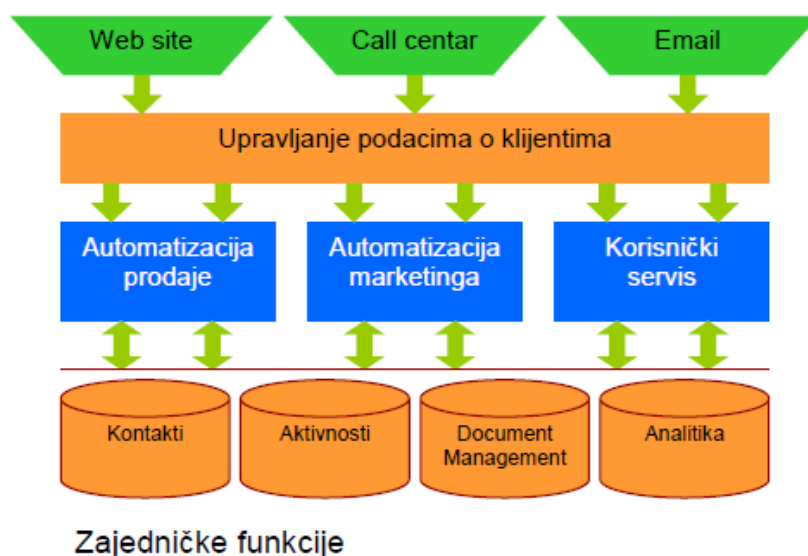 Web site
Call centar
Email
Upravljanje podacima o klijentima
Automatizacija
prodaje
Automatizacija
marketinga
Korisnički
servis
Kontakti
Aktivnosti
Document
Management
Analitika
Zajedničke funkcije